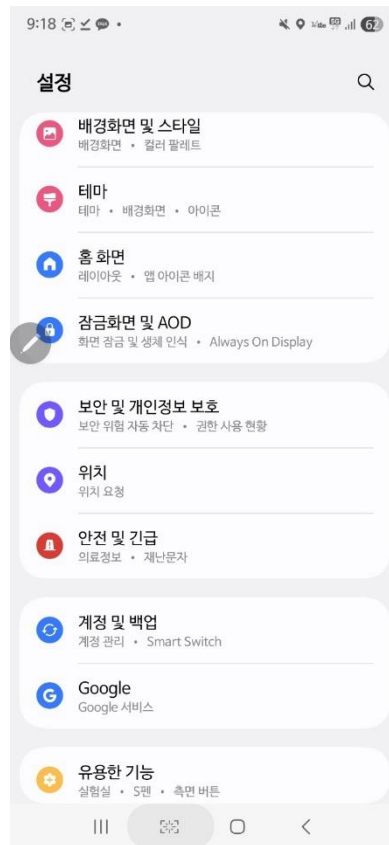 9:18
62
설정
배경화면 및 스타일
배경화면 • 컬러 팔레트
테마
테마 • 배경화면 • 아이콘
홈 화면
레이아웃 • 앱 아이콘 배지
잠금화면 및 AOD
화면 잠금 및 생체 인식 • Always On Display
보안 및 개인정보 보호
보안 위험 자동 차단 • 권한 사용 현황
위치
위치 요청
안전 및 긴급
의료정보 • 재난문자
계정 및 백업
계정 관리 • Smart Switch
Google
Google 서비스
유용한 기능
실험실 • S펜 • 측면 버튼